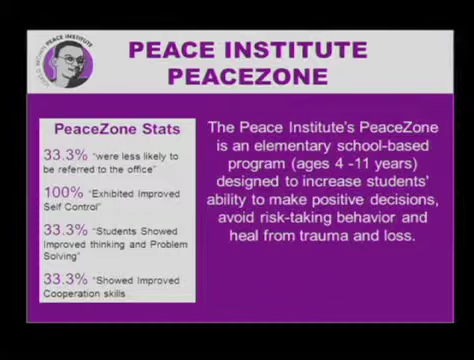 PEACE INSTITUTE
PEACEZONE
PeaceZone Stats
33.3% "were less likely to
be referred to the office"
100% "Exhibited Improved
Self Control"
33.3% "Students Showed
Improved thinking and Problem
Solving"
33.3% "Showed Improved
Cooperation skills
The Peace Institute's PeaceZone
is an elementary school-based
program (ages 4 -11 years)
designed to increase students'
ability to make positive decisions,
avoid risk-taking behavior and
heal from trauma and loss.